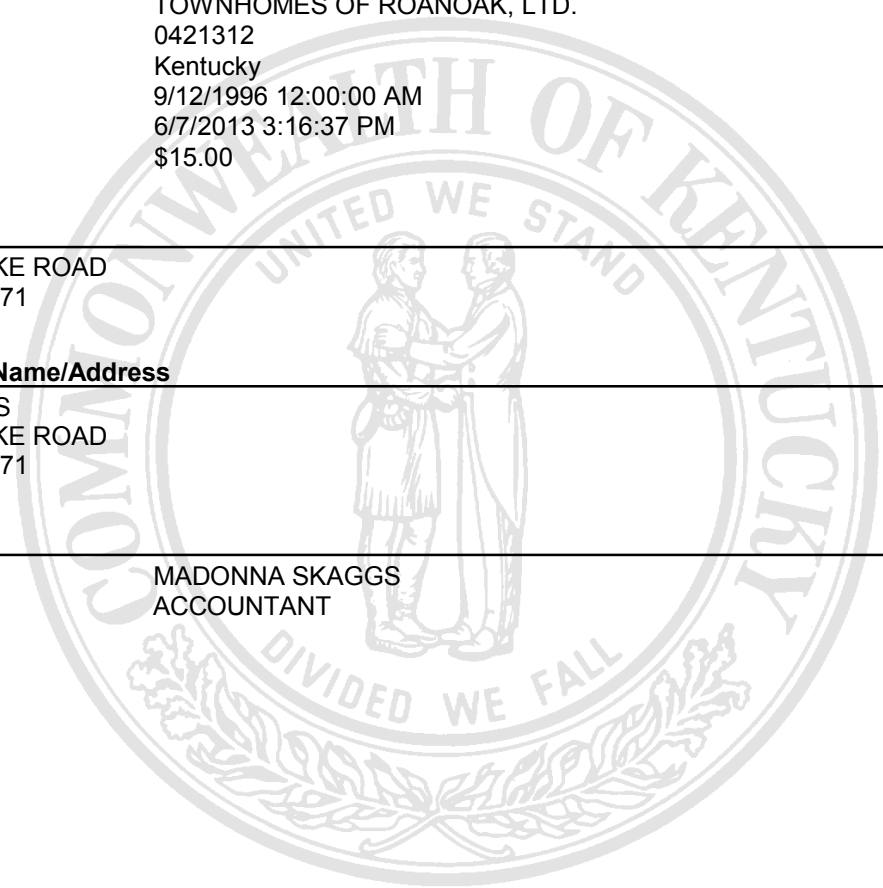 TOWNHOMES OF ROANOAK, LTD.
0421312
Kentucky
9/12/1996 12:00:00 AM
6/7/2013 3:16:37 PM
$15.00
KE ROAD
71
Name/Address
S
KE ROAD
71
MADONNA SKAGGS
ACCOUNTANT
COMMONWEALTH OF KENTUCKY
UNITED WE STAND
DIVIDED WE FALL